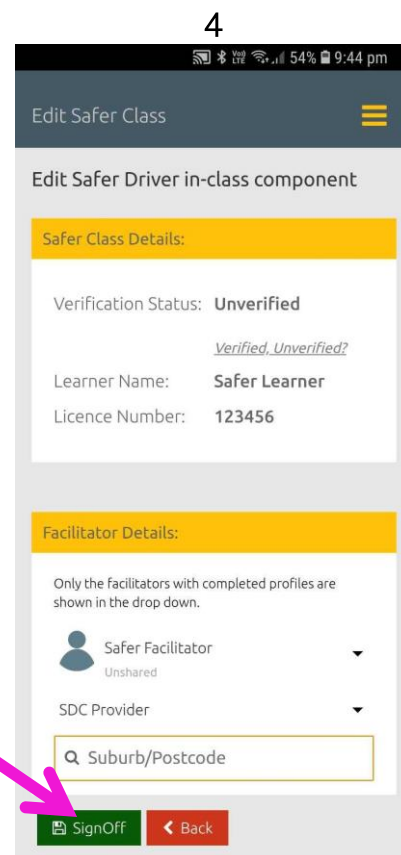 4
54% 9:44 pm
Edit Safer Class
Edit Safer Driver in-class component
Safer Class Details:
Verification Status: Unverified
Verified, Unverified?
Learner Name: Safer Learner
Licence Number: 123456
Facilitator Details:
Only the facilitators with completed profiles are
shown in the drop down.
Safer Facilitator
Unshared
SDC Provider
Suburb/Postcode
SignOff Back